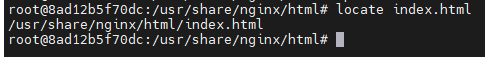 root@8ad12b5f70dc:/usr/share/nginx/html# locate index.html
/usr/share/nginx/html/index.html
root@8ad12b5f70dc:/usr/share/nginx/html#